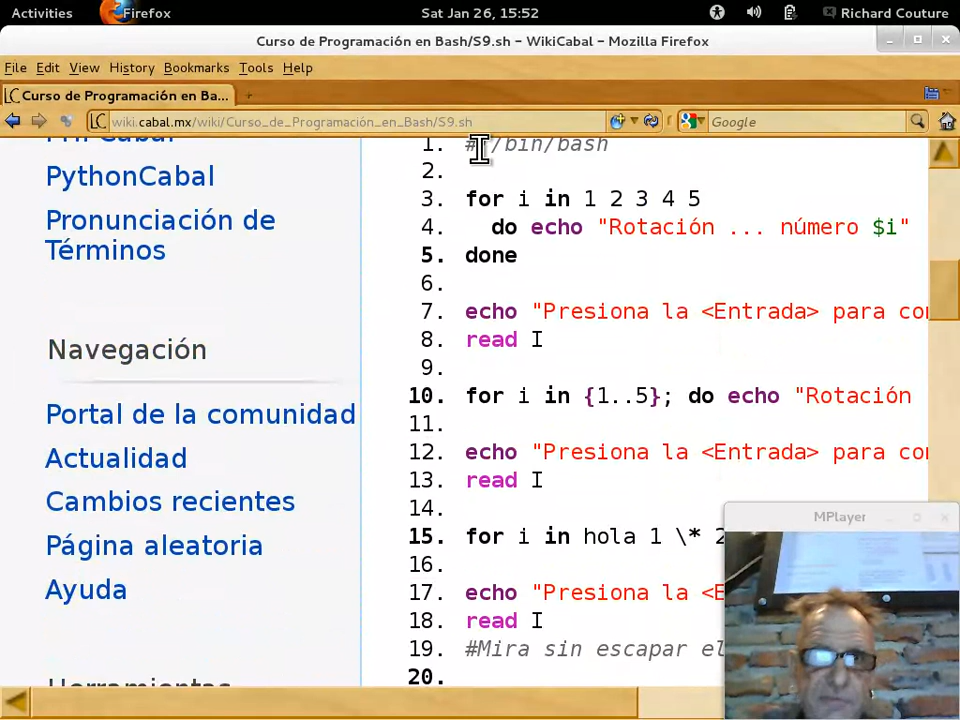 Activities Firefox Sat Jan 26, 15:52 Richard Couture
Curso de Programación en Bash/S9.sh – WikiCabal – Mozilla Firefox
File Edit View History Bookmarks Tools Help
Curso de Programación en Ba...
wiki.cabal.mx/wiki/Curso_de_Programación_en_Bash/S9.sh Google
PythonCabal
Pronunciación de
Términos
Navegación
Portal de la comunidad
Actualidad
Cambios recientes
Página aleatoria
Ayuda
Herramientas
1. #!/bin/bash
2.
3. for i in 1 2 3 4 5
4. do echo "Rotación ... número $i"
5. done
6.
7. echo "Presiona la <Entrada> para con
8. read I
9.
10. for i in {1..5}; do echo "Rotación
11.
12. echo "Presiona la <Entrada> para con
13. read I
14.
15. for i in hola 1 \* 2
16.
17. echo "Presiona la <E
18. read I
19. #Mira sin escapar el
20.
MPlayer